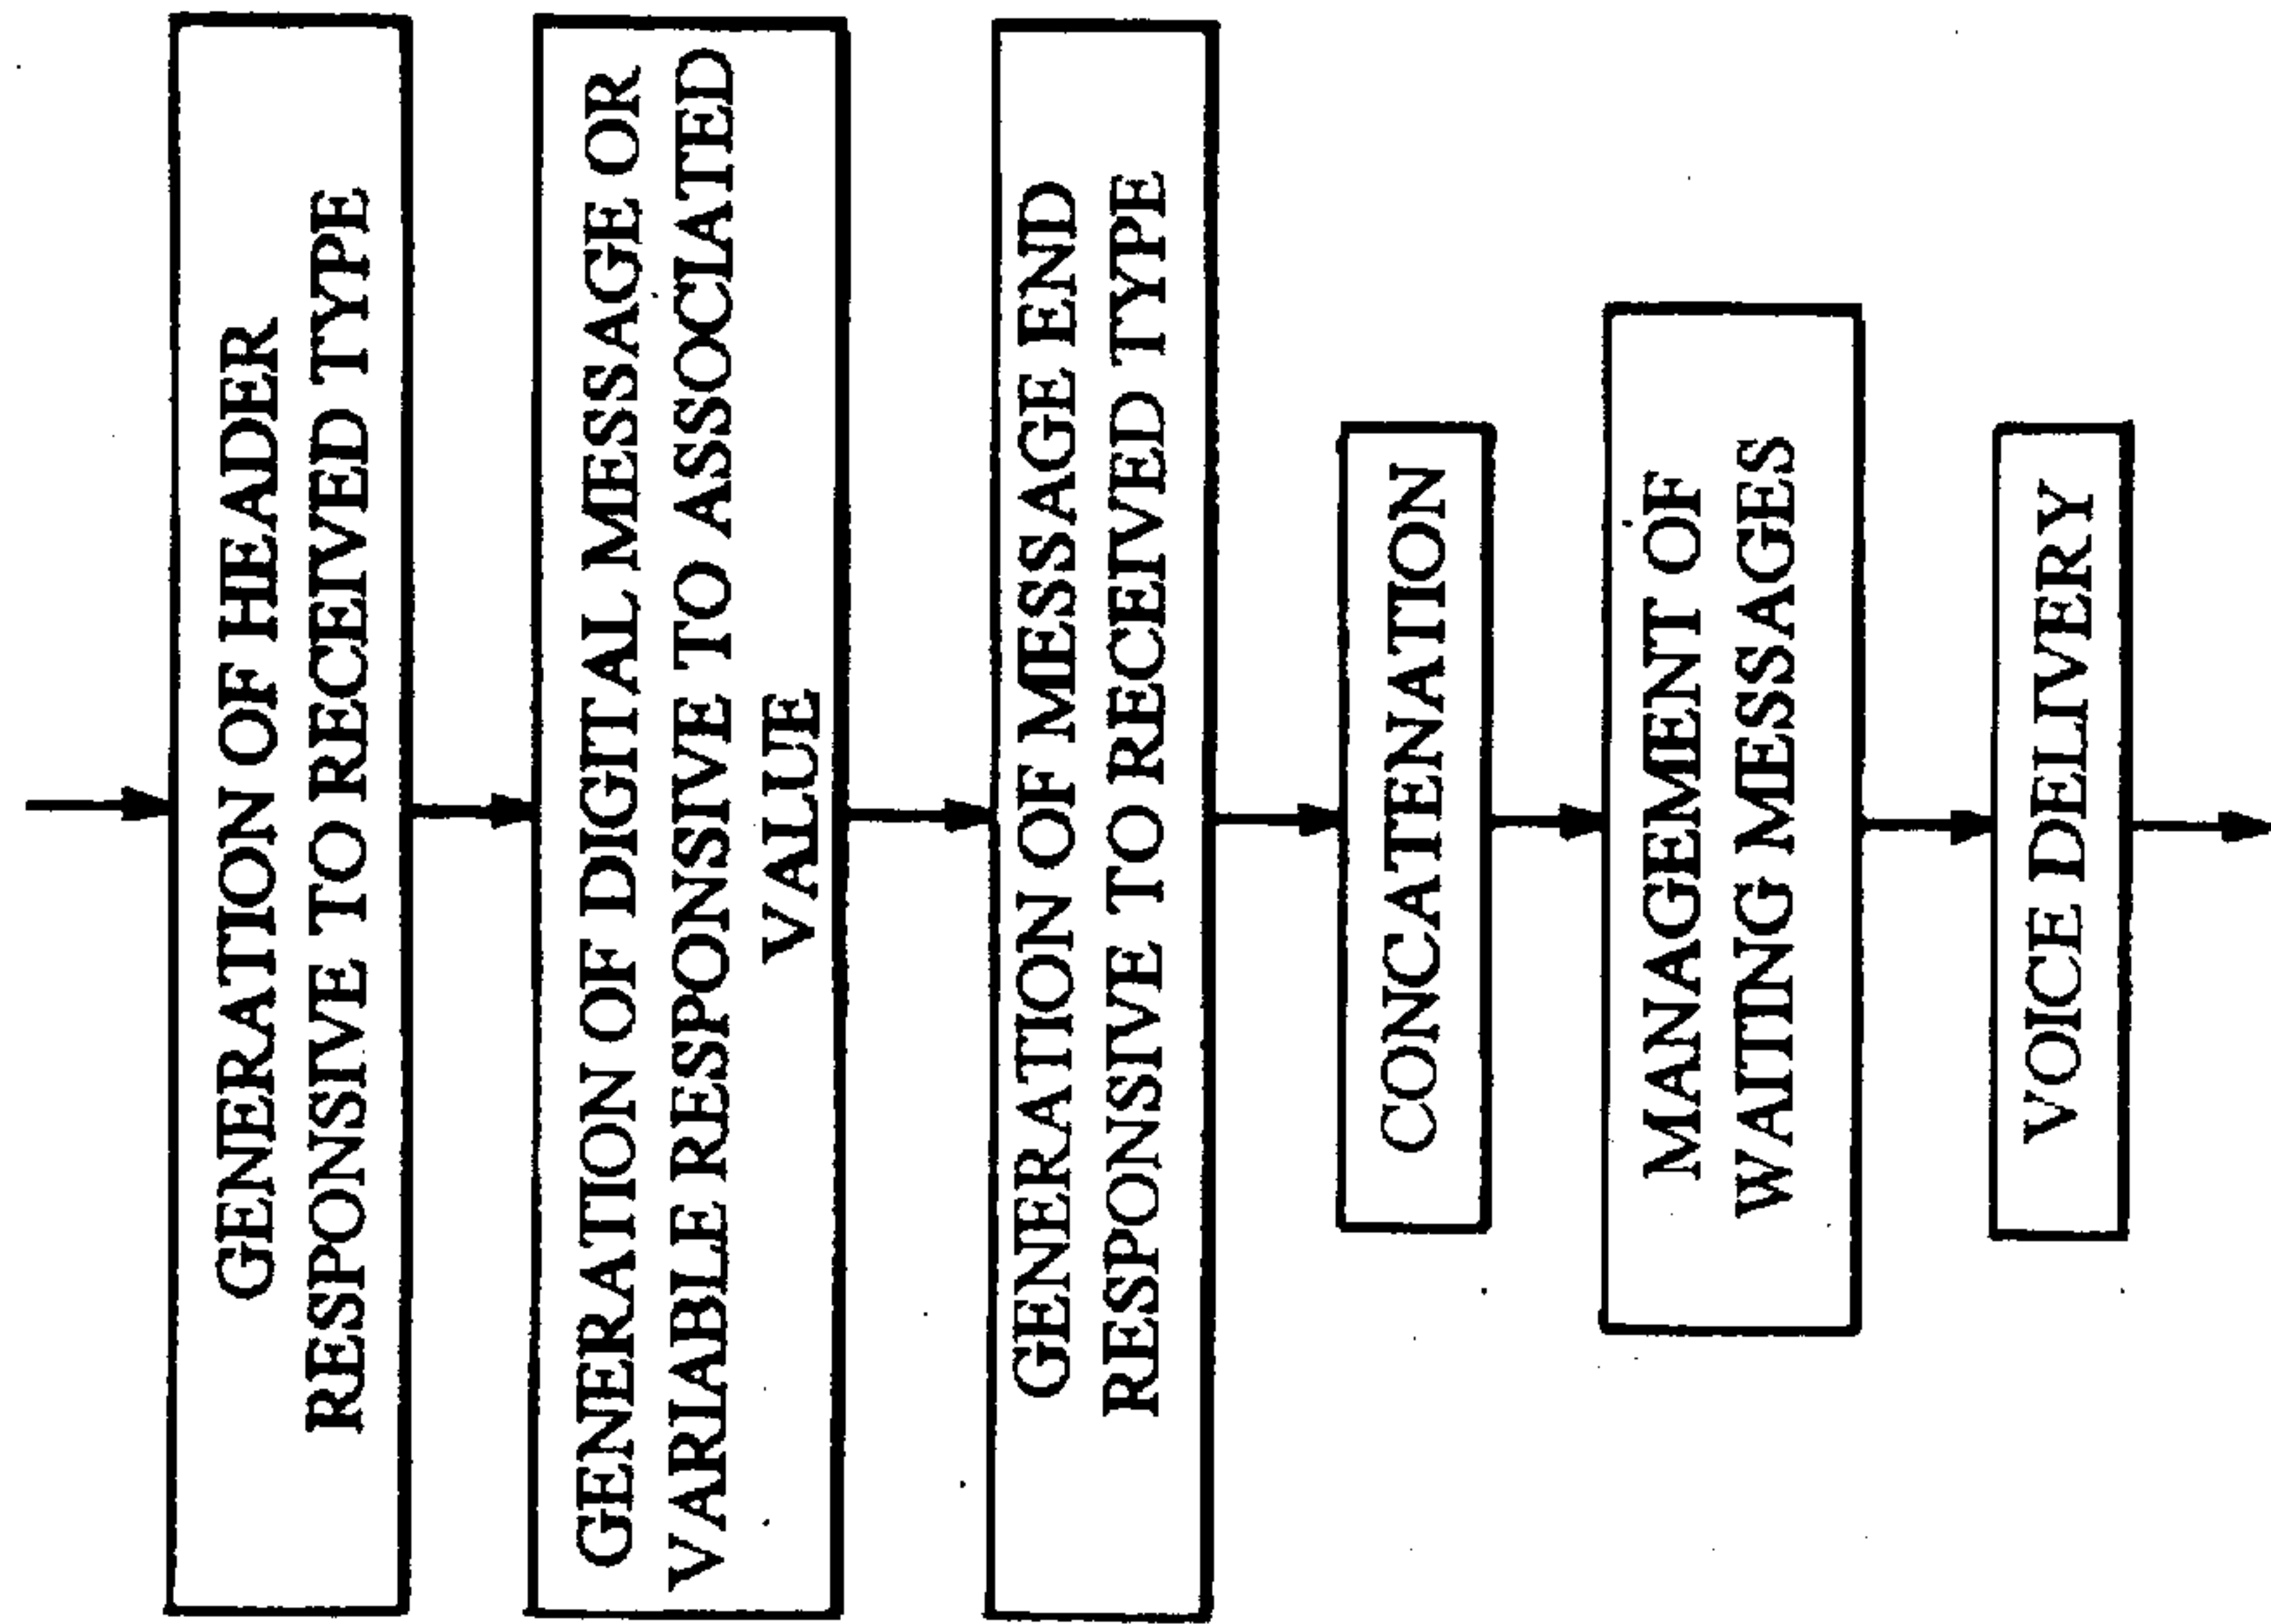 GENERATION OF HEADER
RESPONSIVE TO RECEIVED TYPE
GENERATION OF DIGITAL MESSAGE OR
VARIABLE RESPONSIVE TO ASSOCLATED
VALUE
GENERATION OF MESSAGE END
RESPONSIVE TO RECEIVED TYPE
CONCATENATION
MANAGEMENT OF
WAITING MESSAGES
VOICE DELIVERY